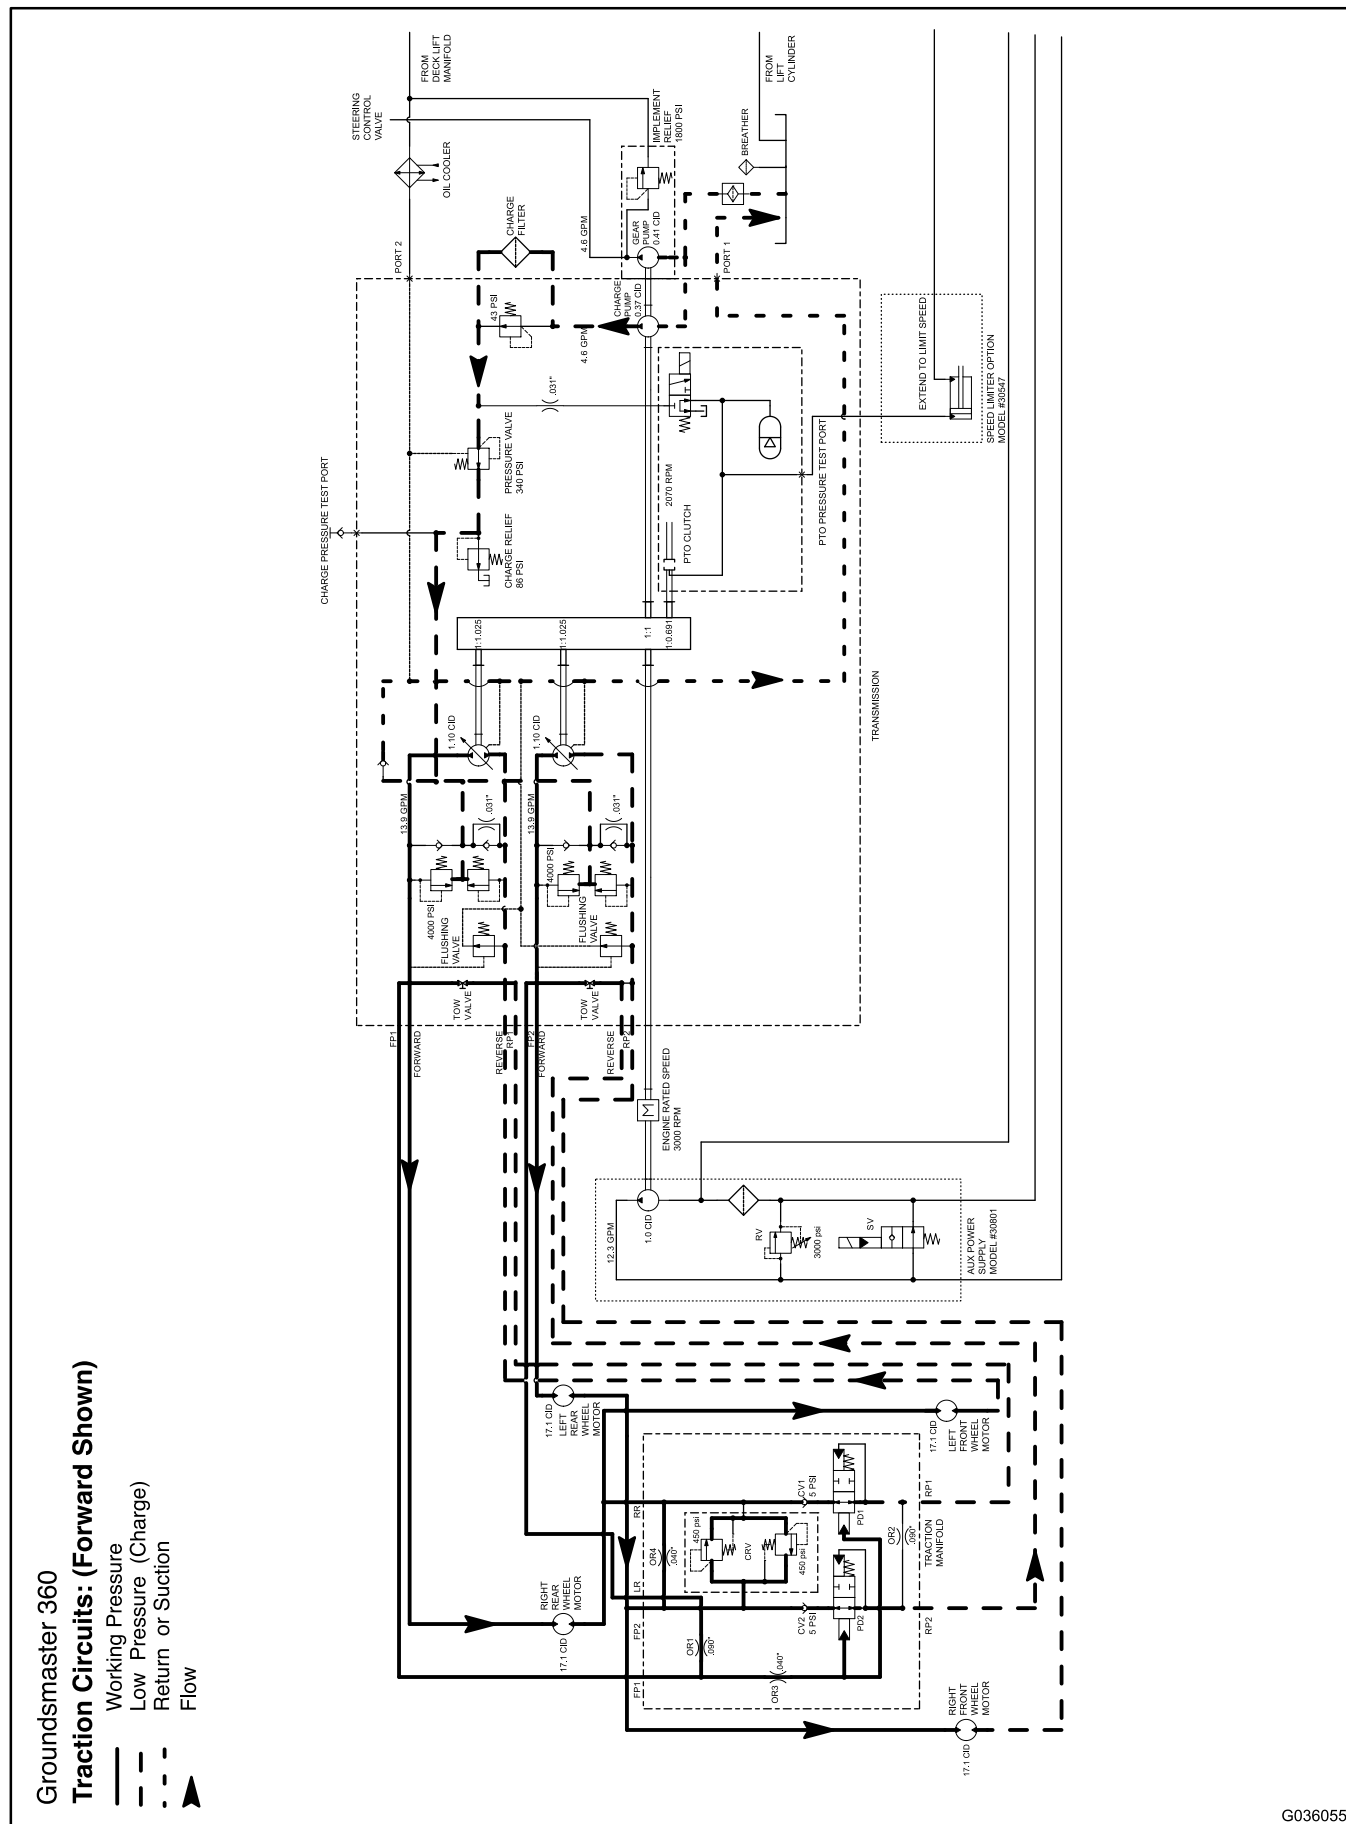 Groundsmaster 360
Traction Circuits: (Forward Shown)
Working Pressure
Low Pressure (Charge)
Return or Suction
Flow
STEERING
CONTROL
VALVE
FROM
DECK LIFT
MANIFOLD
OIL COOLER
IMPLEMENT
RELIEF
1800 PSI
FROM
LIFT
CYLINDER
BREATHER
CHARGE
FILTER
4.6 GPM
GEAR
PUMP
0.41 CID
PORT 2
PORT 1
43 PSI
CHARGE
PUMP
0.37 CID
4.6 GPM
.031"
EXTEND TO LIMIT SPEED
SPEED LIMITER OPTION
MODEL #30547
PRESSURE VALVE
340 PSI
CHARGE PRESSURE TEST PORT
CHARGE RELIEF
86 PSI
2070 RPM
PTO CLUTCH
PTO PRESSURE TEST PORT
1:1.025
1:1.025
1:1
1:0.691
TRANSMISSION
1.10 CID
1.10 CID
13.9 GPM
.031"
13.9 GPM
.031"
4000 PSI
4000 PSI
FLUSHING
VALVE
FLUSHING
VALVE
TOW
VALVE
TOW
VALVE
FP1
FORWARD
REVERSE
RP1
FP2
FORWARD
REVERSE
RP2
M
ENGINE RATED SPEED
3000 RPM
12.3 GPM
1.0 CID
RV
3000 psi
SV
AUX POWER
SUPPLY
MODEL #30801
17.1 CID
LEFT
REAR
WHEEL
MOTOR
17.1 CID
LEFT
FRONT
WHEEL
MOTOR
RR
OR4
.040"
450 psi
CRV
450 psi
CV1
5 PSI
PD1
RP1
OR2
.090"
TRACTION
MANIFOLD
RIGHT
REAR
WHEEL
MOTOR
17.1 CID
LR
FP2
OR1
.090"
CV2
5 PSI
PD2
RP2
FP1
OR3
.040"
RIGHT
FRONT
WHEEL
MOTOR
17.1 CID
G036055